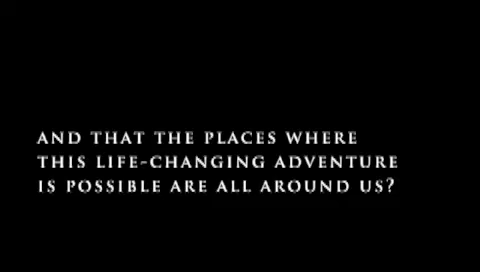 AND THAT THE PLACES WHERE
THIS LIFE-CHANGING ADVENTURE
IS POSSIBLE ARE ALL AROUND US?